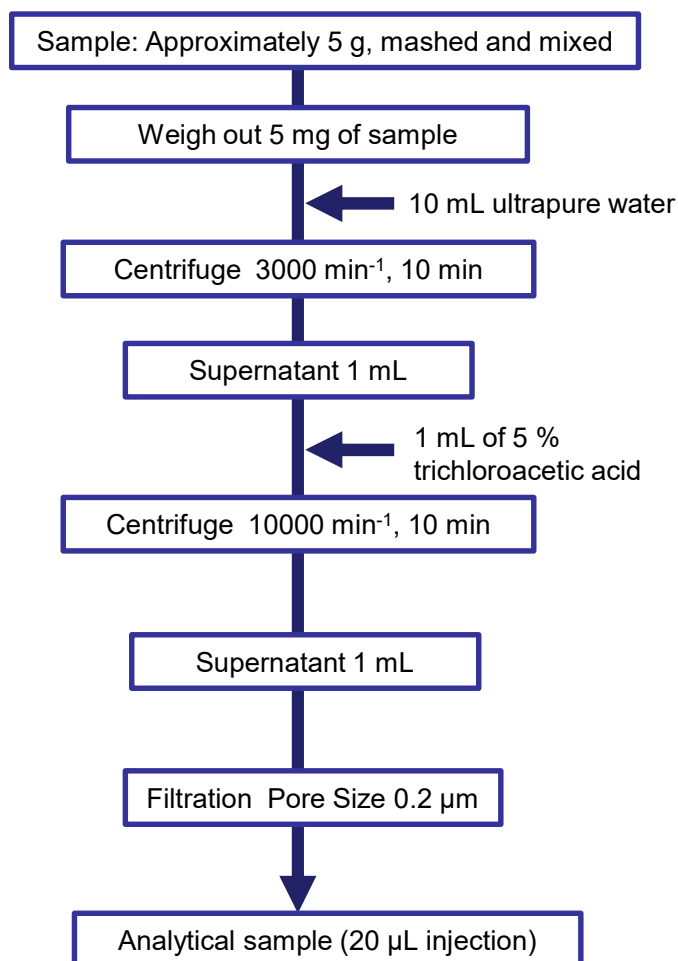 Sample: Approximately 5 g, mashed and mixed
Weigh out 5 mg of sample
10 mL ultrapure water
Centrifuge  3000 min⁻¹, 10 min
Supernatant 1 mL
1 mL of 5 %
trichloroacetic acid
Centrifuge  10000 min⁻¹, 10 min
Supernatant 1 mL
Filtration  Pore Size 0.2 µm
Analytical sample (20 µL injection)